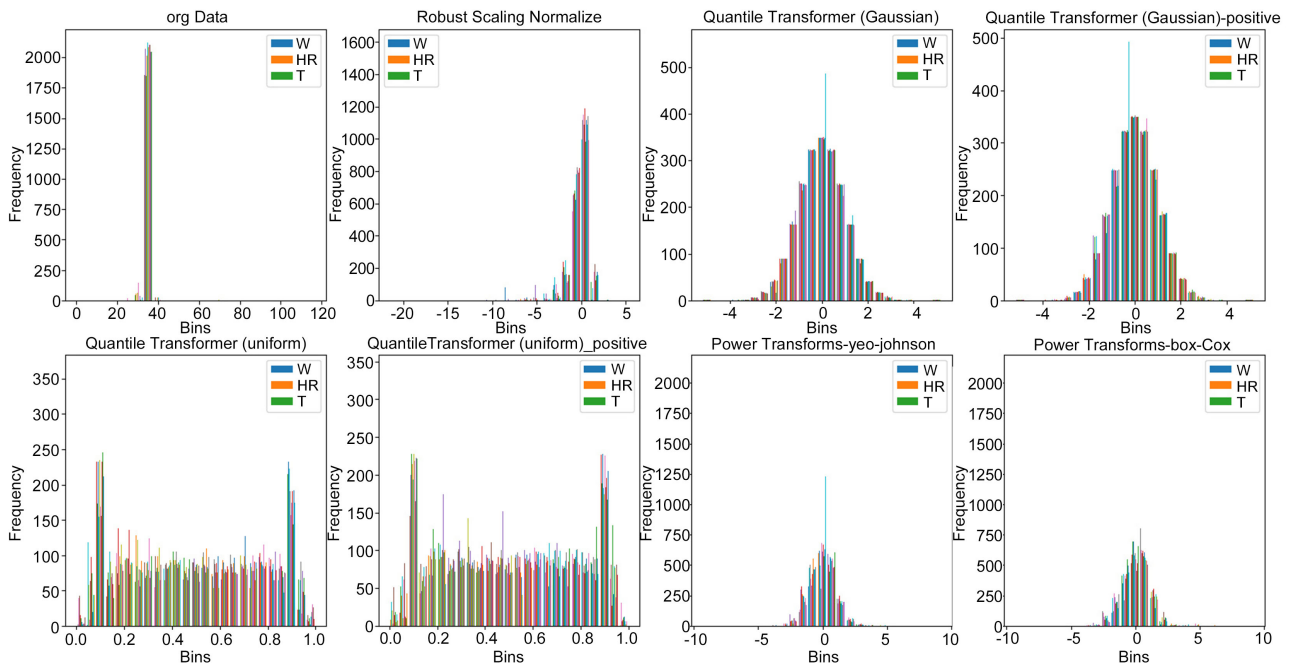 org Data
W
HR
T
Frequency
2000
1750
1500
1250
1000
750
500
250
0
0 20 40 60 80 100 120
Bins
Robust Scaling Normalize
W
HR
T
Frequency
1600
1400
1200
1000
800
600
400
200
0
-20 -15 -10 -5 0 5
Bins
Quantile Transformer (Gaussian)
W
HR
T
Frequency
500
400
300
200
100
0
-4 -2 0 2 4
Bins
Quantile Transformer (Gaussian)-positive
W
HR
T
Frequency
500
400
300
200
100
0
-4 -2 0 2 4
Bins
Quantile Transformer (uniform)
W
HR
T
Frequency
350
300
250
200
150
100
50
0
0.0 0.2 0.4 0.6 0.8 1.0
Bins
QuantileTransformer (uniform)_positive
W
HR
T
Frequency
350
300
250
200
150
100
50
0
0.0 0.2 0.4 0.6 0.8 1.0
Bins
Power Transforms-yeo-johnson
W
HR
T
Frequency
2000
1750
1500
1250
1000
750
500
250
0
-10 -5 0 5 10
Bins
Power Transforms-box-Cox
W
HR
T
Frequency
2000
1750
1500
1250
1000
750
500
250
0
-10 -5 0 5 10
Bins